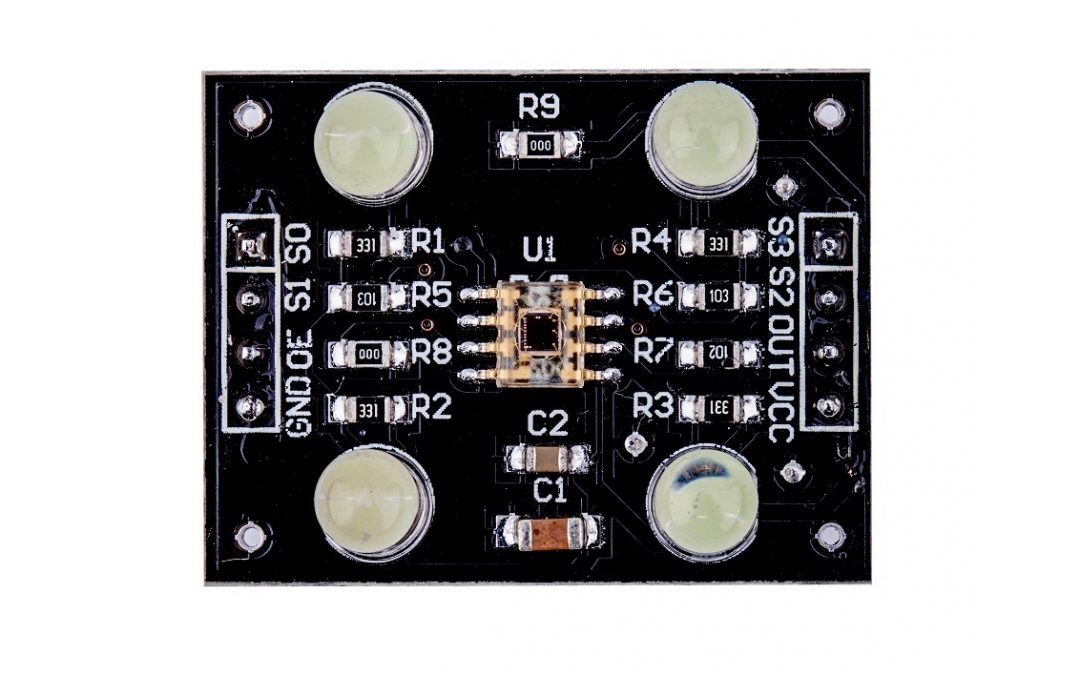 R9
000
S0
331
R1
U1
R4
331
S3
S1
103
R5
R6
103
S2
OE
000
R8
R7
102
OUT
GND
331
R2
R3
331
VCC
C2
C1